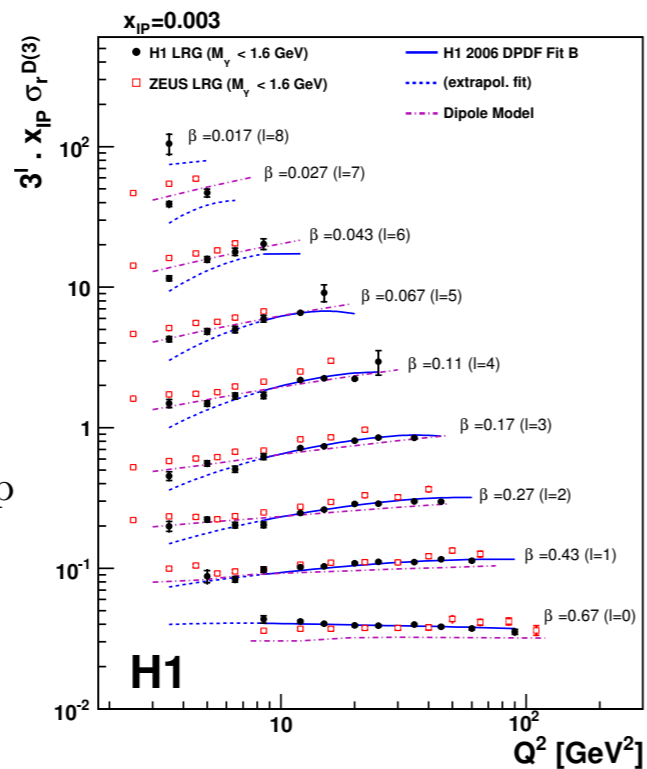 x_IP=0.003
3^l . x_IP σ_r^D(3)
H1 LRG (M_Y < 1.6 GeV)
ZEUS LRG (M_Y < 1.6 GeV)
H1 2006 DPDF Fit B
(extrapol. fit)
Dipole Model
β =0.017 (l=8)
β =0.027 (l=7)
β =0.043 (l=6)
β =0.067 (l=5)
β =0.11 (l=4)
β =0.17 (l=3)
β =0.27 (l=2)
β =0.43 (l=1)
β =0.67 (l=0)
10^2
10
1
10^-1
10^-2
H1
10
10^2
Q^2 [GeV^2]